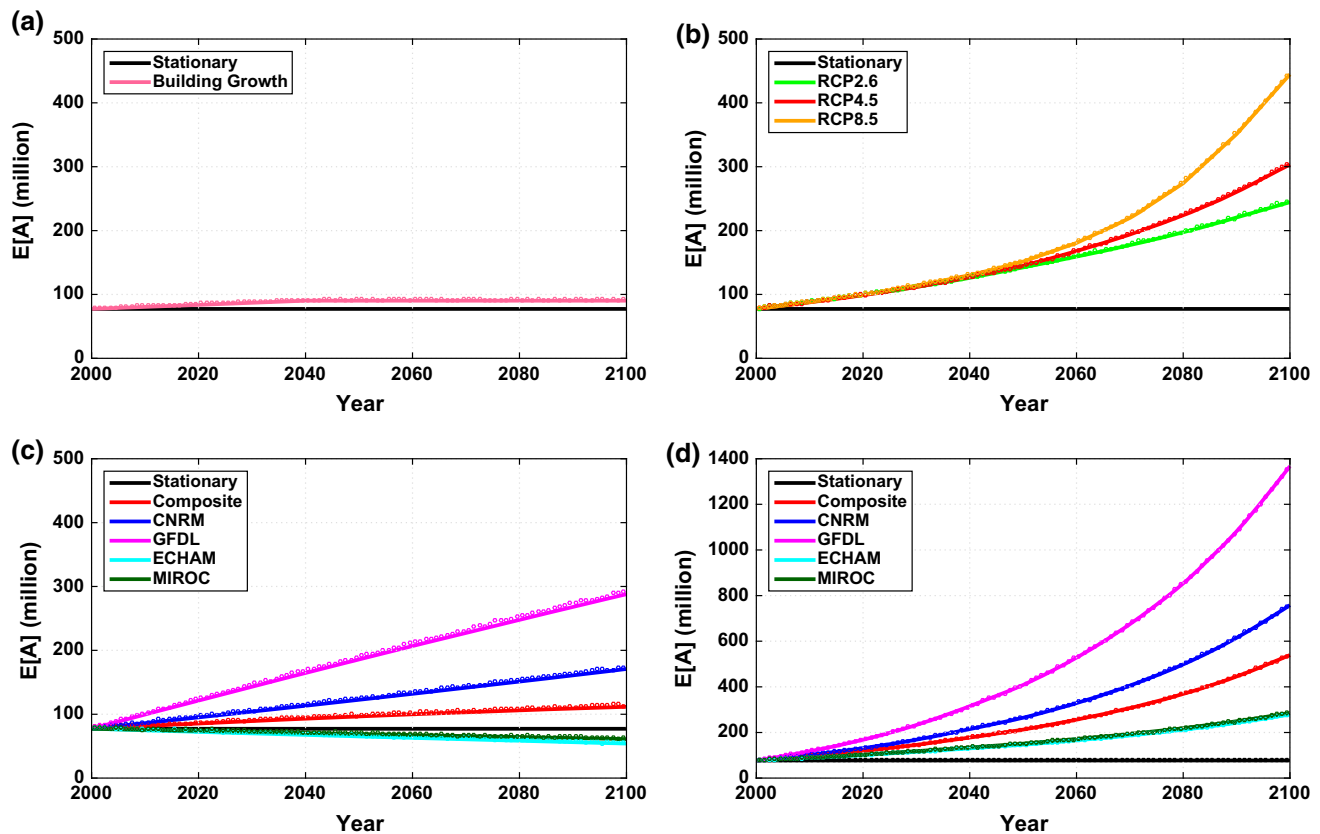 (a)
500
400
300
200
100
0
E[A] (million)
Stationary
Building Growth
2000 2020 2040 2060 2080 2100
Year
(b)
500
400
300
200
100
0
E[A] (million)
Stationary
RCP2.6
RCP4.5
RCP8.5
2000 2020 2040 2060 2080 2100
Year
(c)
500
400
300
200
100
0
E[A] (million)
Stationary
Composite
CNRM
GFDL
ECHAM
MIROC
2000 2020 2040 2060 2080 2100
Year
(d)
1400
1200
1000
800
600
400
200
0
E[A] (million)
Stationary
Composite
CNRM
GFDL
ECHAM
MIROC
2000 2020 2040 2060 2080 2100
Year